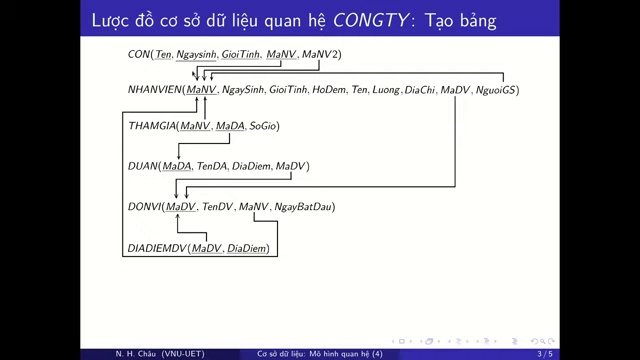 Lược đồ cơ sở dữ liệu quan hệ CONGTY: Tạo bảng
CON(Ten, Ngaysinh, GioiTinh, MaNV, MaNV2)
NHANVIEN(MaNV, NgaySinh, GioiTinh, HoDem, Ten, Luong, DiaChi, MaDV, NguoiGS)
THAMGIA(MaNV, MaDA, SoGio)
DUAN(MaDA, TenDA, DiaDiem, MaDV)
DONVI(MaDV, TenDV, MaNV, NgayBatDau)
DIADIEMDV(MaDV, DiaDiem)
N. H. Châu (VNU-UET) Cơ sở dữ liệu: Mô hình quan hệ (4) 3 / 5